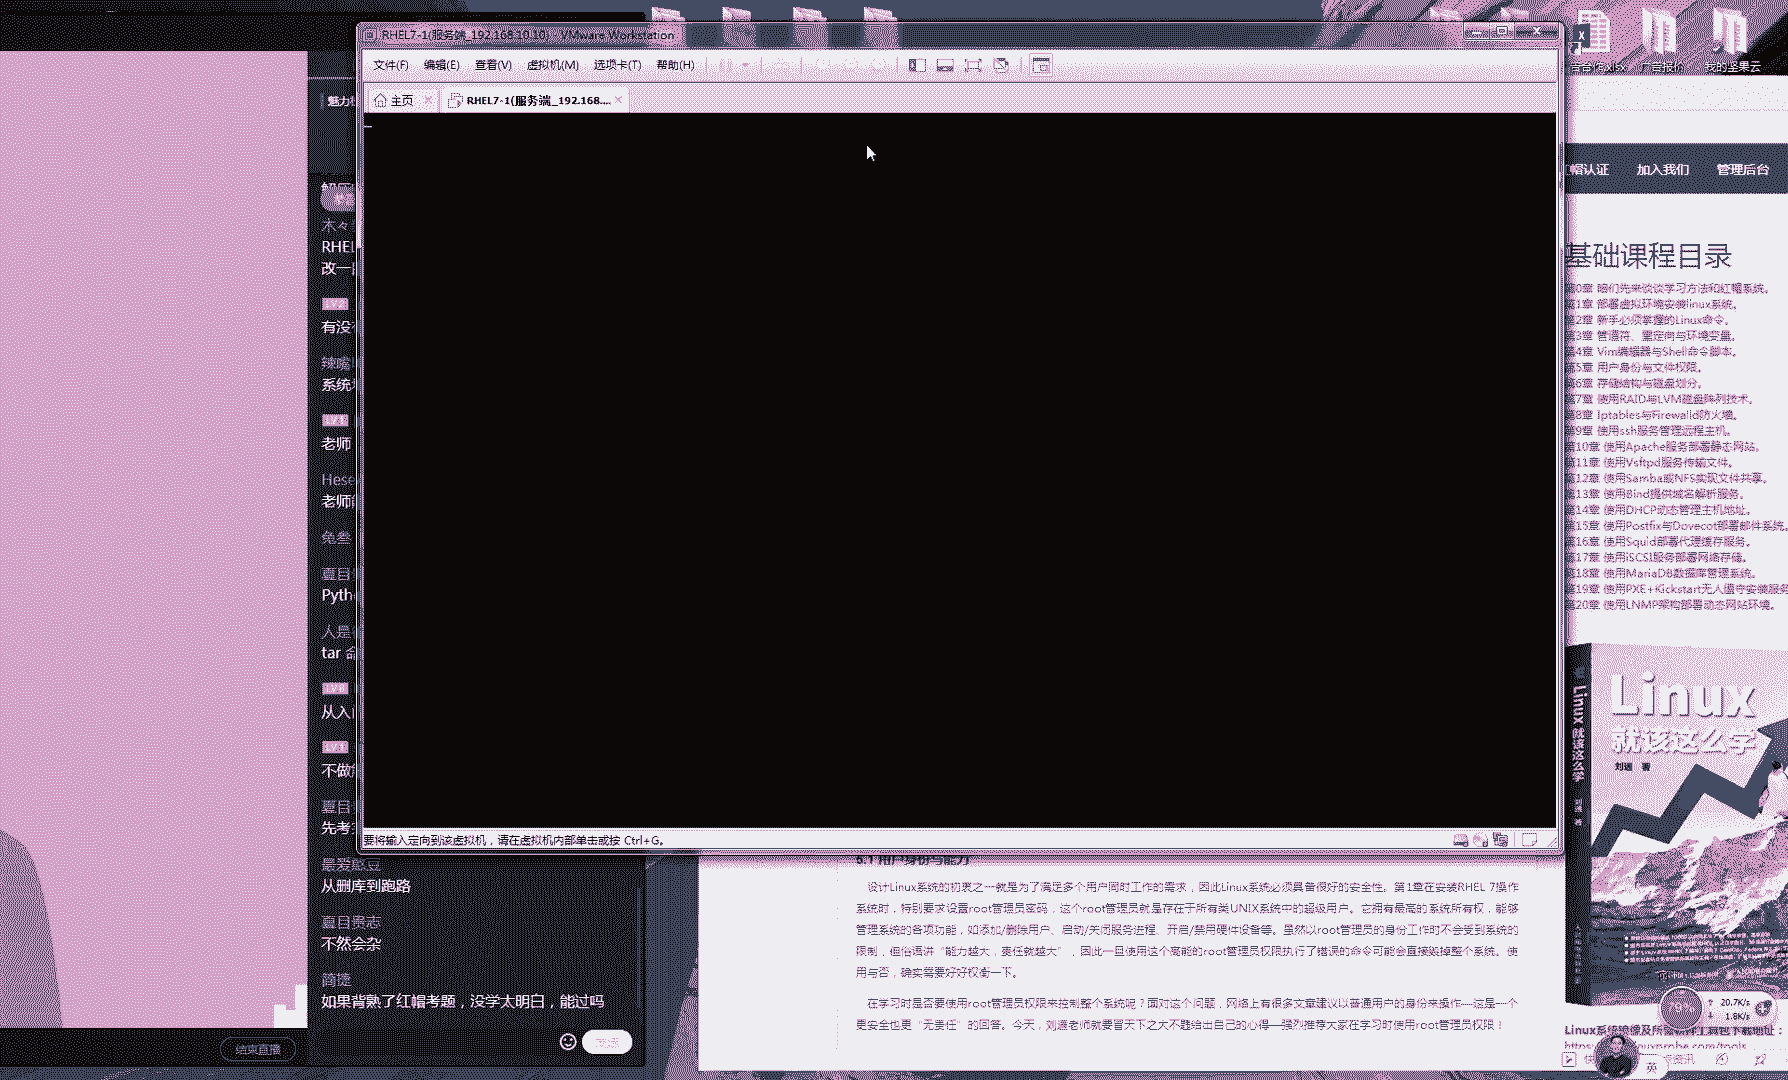 RHEL7-1(服务端_192.168.10.10) - VMware Workstation
文件(F) 编辑(E) 查看(V) 虚拟机(M) 选项卡(T) 帮助(H)
主页
RHEL7-1(服务端_192.168....
要将输入定向到该虚拟机，请在虚拟机内部单击或按 Ctrl+G。
魅力
RHEL
改一
LV2
有没
辣嘴
系统
LV1
老师
Hese
老师
兔叁
夏目
Pyth
人是
tar 命
从入
LV1
不做
夏目
先考
最爱憨豆
从删库到跑路
夏目贵志
不然会杂
简捷
如果背熟了红帽考题，没学太明白，能过吗
结束直播
我的坚果云
帽认证 加入我们 管理后台
基础课程目录
第0章 咱们先来谈谈学习方法和红帽系统。
第1章 部署虚拟环境安装linux系统。
第2章 新手必须掌握的Linux命令。
第3章 管道符、重定向与环境变量。
第4章 Vim编辑器与Shell命令脚本。
第5章 用户身份与文件权限。
第6章 存储结构与磁盘划分。
第7章 使用RAID与LVM磁盘阵列技术。
第8章 Iptables与Firewalld防火墙。
第9章 使用ssh服务管理远程主机。
第10章 使用Apache服务部署静态网站。
第11章 使用Vsftpd服务传输文件。
第12章 使用Samba或NFS实现文件共享。
第13章 使用Bind提供域名解析服务。
第14章 使用DHCP动态管理主机地址。
第15章 使用Postfix与Dovecot部署邮件系统。
第16章 使用Squid部署代理缓存服务。
第17章 使用iSCSI服务部署网络存储。
第18章 使用MariaDB数据库管理系统。
第19章 使用PXE+Kickstart无人值守安装服务
第20章 使用LNMP架构部署动态网站环境。
Linux 就该这么学
Linux
就该这么学
刘遄 著
5.1 用户身份与能力
设计Linux系统的初衷之一就是为了满足多个用户同时工作的需求，因此Linux系统必须具备很好的安全性。第1章在安装RHEL 7操作
系统时，特别要求设置root管理员密码，这个root管理员就是存在于所有类UNIX系统中的超级用户。它拥有最高的系统所有权，能够
管理系统的各项功能，如添加/删除用户、启动/关闭服务进程、开启/禁用硬件设备等。虽然以root管理员的身份工作时不会受到系统的
限制，但俗语讲“能力越大，责任就越大”，因此一旦使用这个高能的root管理员权限执行了错误的命令可能会直接毁掉整个系统。使
用与否，确实需要好好权衡一下。
在学习时是否要使用root管理员权限来控制整个系统呢？面对这个问题，网络上有很多文章建议以普通用户的身份来操作—这是一个
更安全也更“无责任”的回答。今天，刘遄老师就要冒天下之大不韪给出自己的心得—强烈推荐大家在学习时使用root管理员权限！
20.7K/s
1.8K/s
Linux系统镜像及所需软件工具包下载地址：
英